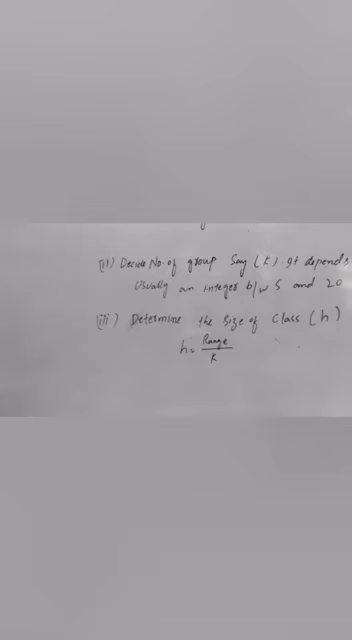 (ii) Decide No. of group Say (K). It depends
Usually an integer b/w 5 and 20
(iii) Determine the size of class (h)
h = Range
K